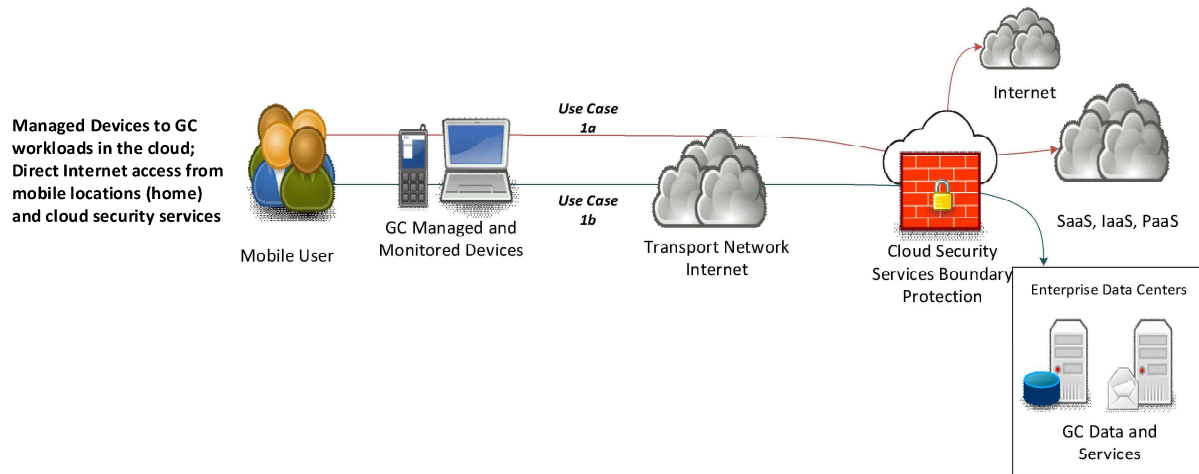 Managed Devices to GC
workloads in the cloud;
Direct Internet access from
mobile locations (home)
and cloud security services
Mobile User
GC Managed and
Monitored Devices
Use Case
1a
Use Case
1b
Transport Network
Internet
Cloud Security
Services Boundary
Protection
Internet
SaaS, IaaS, PaaS
Enterprise Data Centers
GC Data and
Services